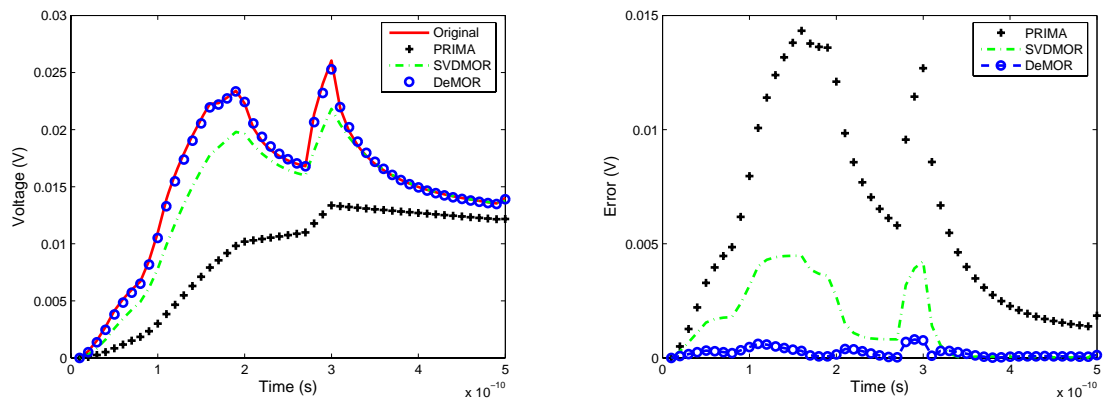 0.03
0.025
0.02
0.015
0.01
0.005
0
Voltage (V)
0
1
2
3
4
5
Time (s)
x 10⁻¹⁰
Original
PRIMA
SVDMOR
DeMOR
0.015
0.01
0.005
0
Error (V)
0
1
2
3
4
5
Time (s)
x 10⁻¹⁰
PRIMA
SVDMOR
DeMOR